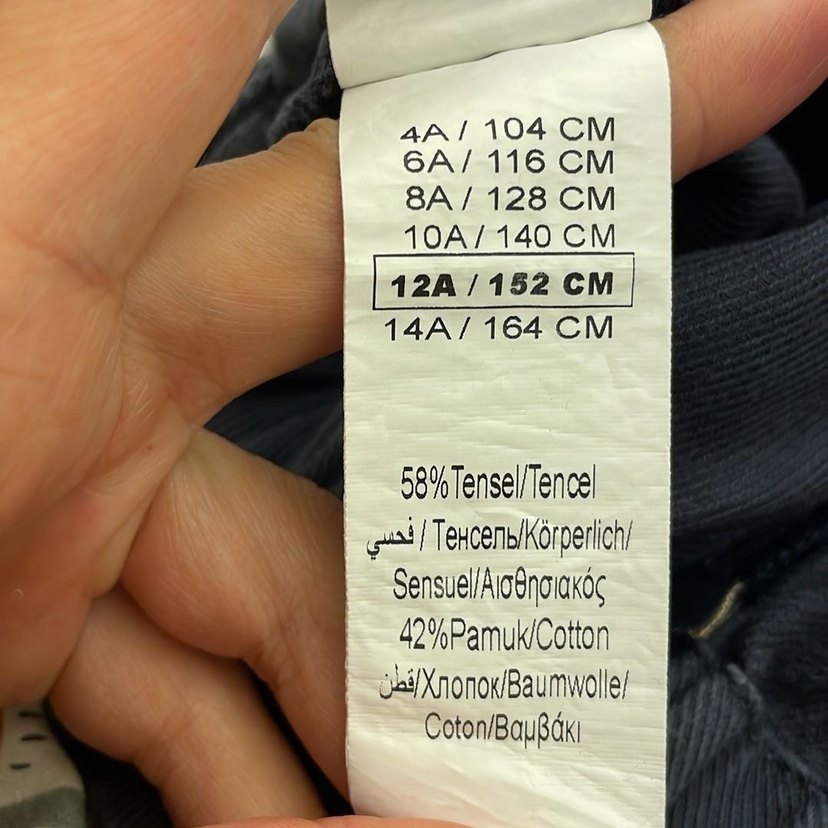 4A / 104 CM
6A / 116 CM
8A / 128 CM
10A / 140 CM
12A / 152 CM
14A / 164 CM
58%Tensel/Tencel
فحسي / Тенсель/Körperlich/
Sensuel/Αισθησιακός
42%Pamuk/Cotton
قطن/Хлопок/Baumwolle/
Coton/Βαμβάκι